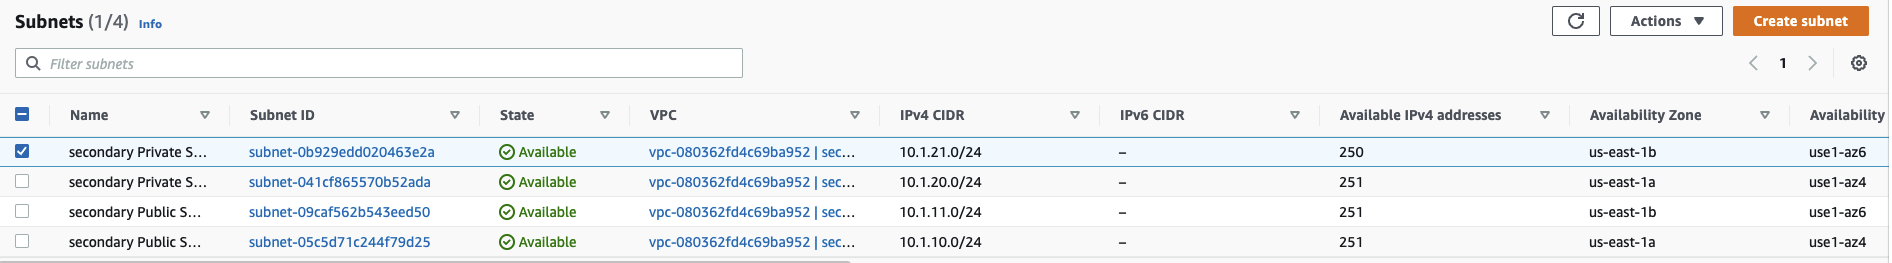 Subnets (1/4) Info
Actions ▼ Create subnet
Filter subnets
1
Name Subnet ID State VPC IPv4 CIDR IPv6 CIDR Available IPv4 addresses Availability Zone Availability
secondary Private S... subnet-0b929edd020463e2a Available vpc-080362fd4c69ba952 | sec... 10.1.21.0/24 – 250 us-east-1b use1-az6
secondary Private S... subnet-041cf865570b52ada Available vpc-080362fd4c69ba952 | sec... 10.1.20.0/24 – 251 us-east-1a use1-az4
secondary Public S... subnet-09caf562b543eed50 Available vpc-080362fd4c69ba952 | sec... 10.1.11.0/24 – 251 us-east-1b use1-az6
secondary Public S... subnet-05c5d71c244f79d25 Available vpc-080362fd4c69ba952 | sec... 10.1.10.0/24 – 251 us-east-1a use1-az4